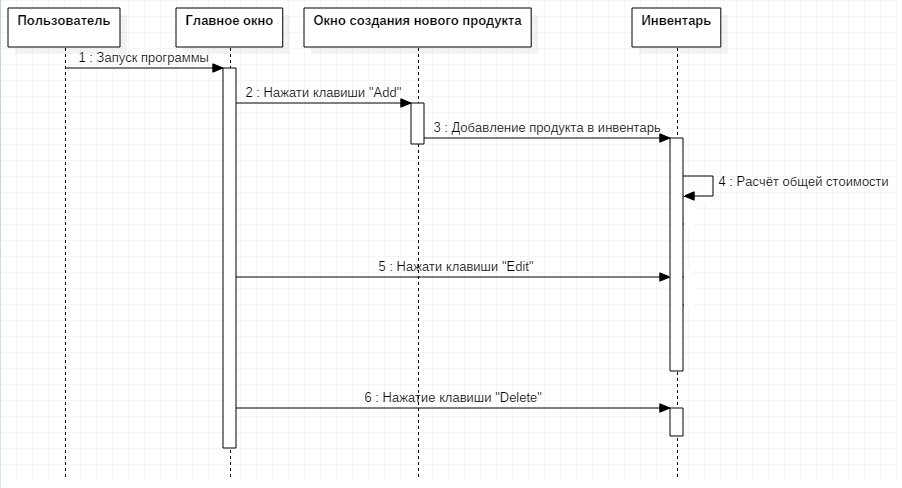 Пользователь
Главное окно
Окно создания нового продукта
Инвентарь
1 : Запуск программы
2 : Нажати клавиши "Add"
3 : Добавление продукта в инвентарь
4 : Расчёт общей стоимости
5 : Нажати клавиши "Edit"
6 : Нажатие клавиши "Delete"